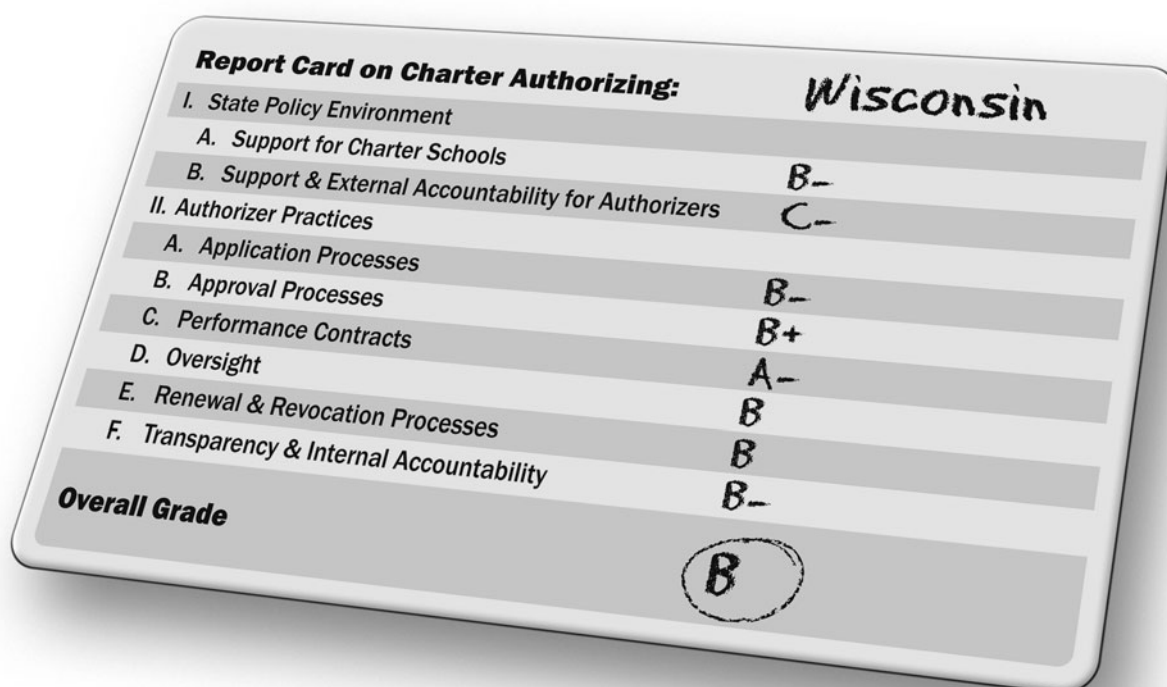 Report Card on Charter Authorizing: Wisconsin
I. State Policy Environment
A. Support for Charter Schools B-
B. Support & External Accountability for Authorizers C-
II. Authorizer Practices
A. Application Processes B-
B. Approval Processes B+
C. Performance Contracts A-
D. Oversight B
E. Renewal & Revocation Processes B
F. Transparency & Internal Accountability B-
Overall Grade B